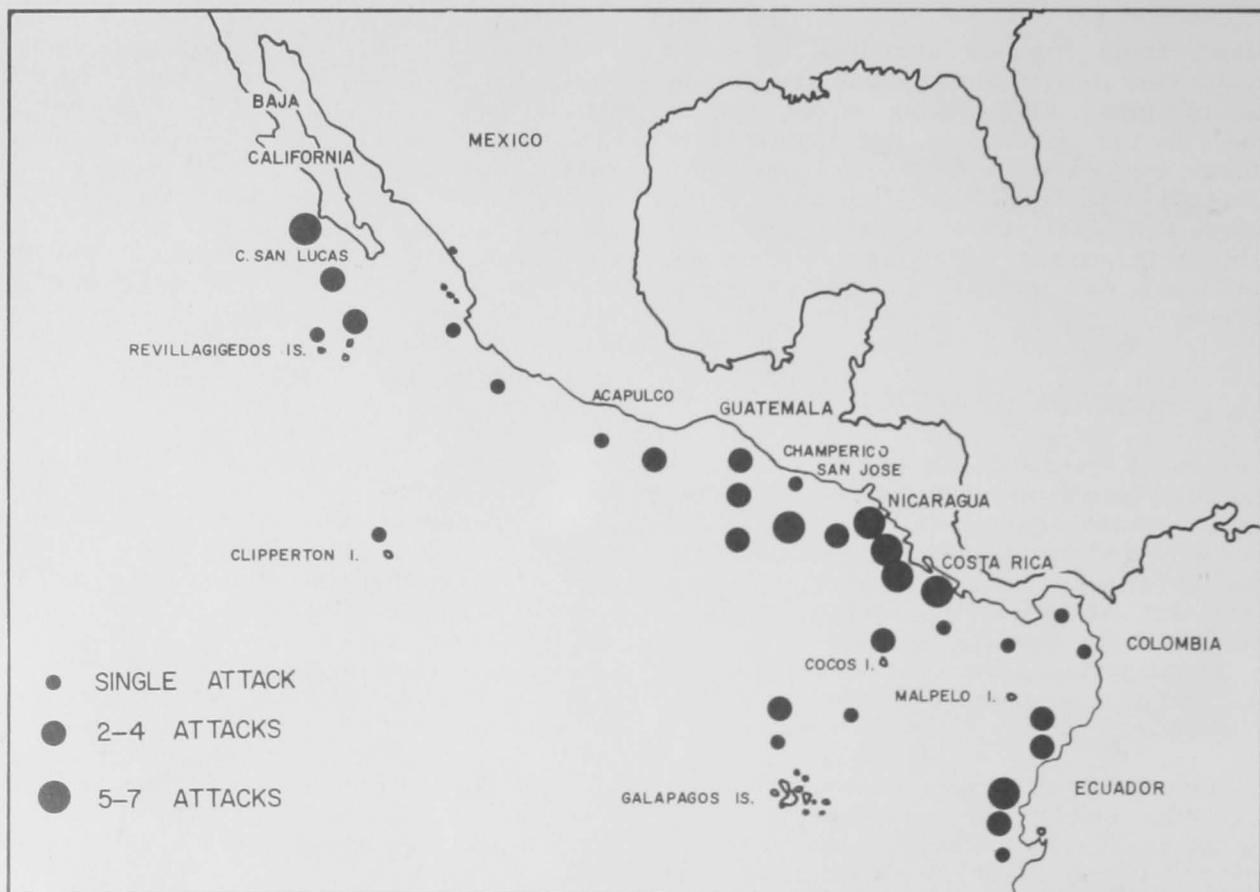 BAJA
CALIFORNIA
MEXICO
C. SAN LUCAS
REVILLAGIGEDOS IS.
ACAPULCO
GUATEMALA
CHAMPERICO
SAN JOSE
NICARAGUA
CLIPPERTON I.
COSTA RICA
COLOMBIA
COCOS I.
MALPELO I.
GALAPAGOS IS.
ECUADOR
SINGLE ATTACK
2–4 ATTACKS
5–7 ATTACKS